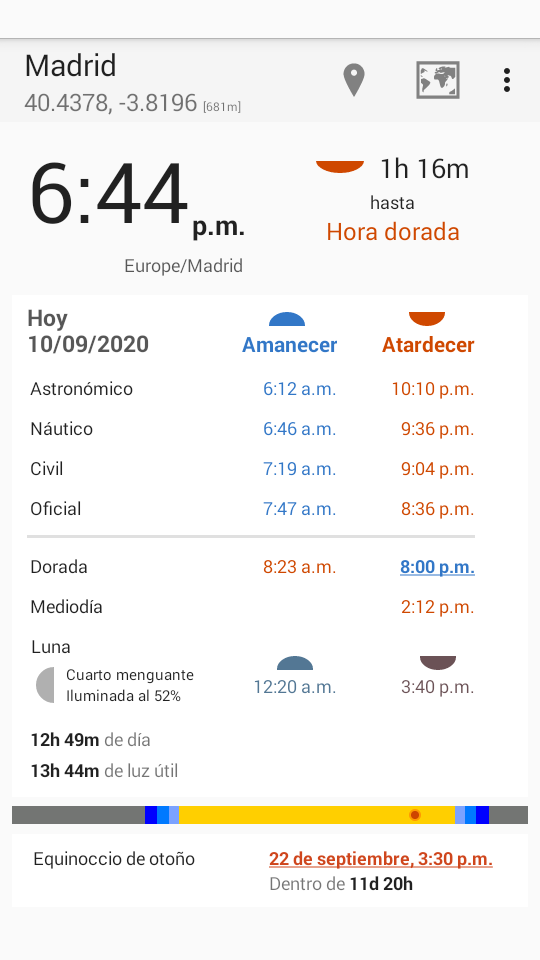 Madrid
40.4378, -3.8196 [681m]
6:44 p.m.
Europe/Madrid
1h 16m
hasta
Hora dorada
Hoy
10/09/2020
Amanecer Atardecer
Astronómico 6:12 a.m. 10:10 p.m.
Náutico 6:46 a.m. 9:36 p.m.
Civil 7:19 a.m. 9:04 p.m.
Oficial 7:47 a.m. 8:36 p.m.
Dorada 8:23 a.m. 8:00 p.m.
Mediodía 2:12 p.m.
Luna
Cuarto menguante
Iluminada al 52%
12:20 a.m. 3:40 p.m.
12h 49m de día
13h 44m de luz útil
Equinoccio de otoño 22 de septiembre, 3:30 p.m.
Dentro de 11d 20h